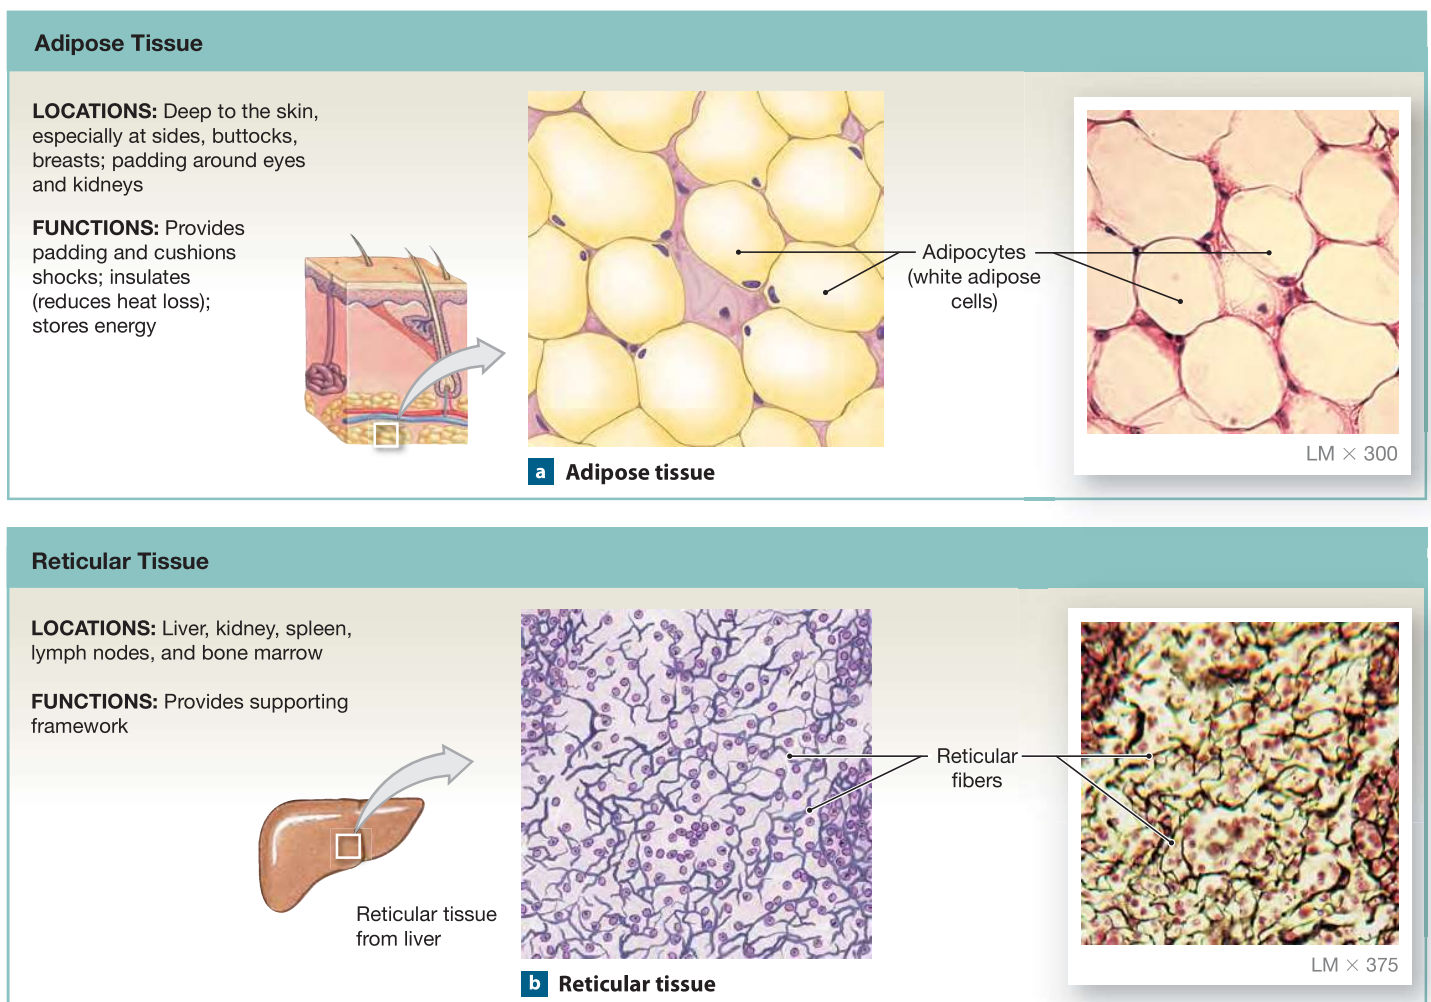 Adipose Tissue
LOCATIONS: Deep to the skin,
especially at sides, buttocks,
breasts; padding around eyes
and kidneys
FUNCTIONS: Provides
padding and cushions
shocks; insulates
(reduces heat loss);
stores energy
Adipocytes
(white adipose
cells)
LM × 300
a Adipose tissue
Reticular Tissue
LOCATIONS: Liver, kidney, spleen,
lymph nodes, and bone marrow
FUNCTIONS: Provides supporting
framework
Reticular
fibers
Reticular tissue
from liver
LM × 375
b Reticular tissue